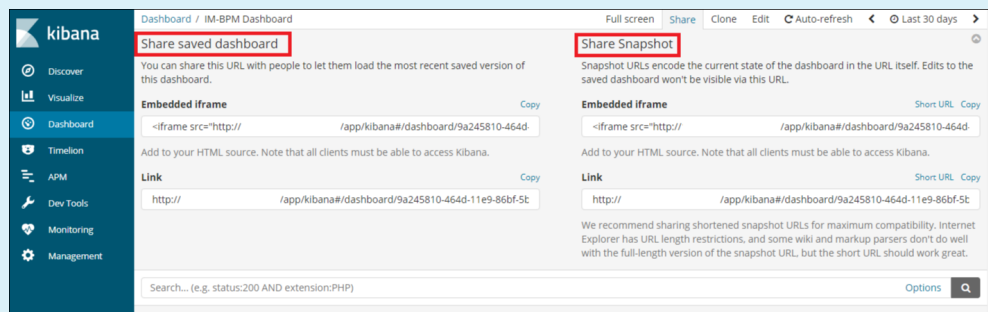 kibana
Discover
Visualize
Dashboard
Timelion
APM
Dev Tools
Monitoring
Management
Dashboard / IM-BPM Dashboard
Full screen Share Clone Edit Auto-refresh Last 30 days
Share saved dashboard
You can share this URL with people to let them load the most recent saved version of
this dashboard.
Embedded iframe Copy
<iframe src="http:// /app/kibana#/dashboard/9a245810-464d-
Add to your HTML source. Note that all clients must be able to access Kibana.
Link Copy
http:// /app/kibana#/dashboard/9a245810-464d-11e9-86bf-5b
Share Snapshot
Snapshot URLs encode the current state of the dashboard in the URL itself. Edits to the
saved dashboard won't be visible via this URL.
Embedded iframe Short URL Copy
<iframe src="http:// /app/kibana#/dashboard/9a245810-464d-
Add to your HTML source. Note that all clients must be able to access Kibana.
Link Short URL Copy
http:// /app/kibana#/dashboard/9a245810-464d-11e9-86bf-5b
We recommend sharing shortened snapshot URLs for maximum compatibility. Internet
Explorer has URL length restrictions, and some wiki and markup parsers don't do well
with the full-length version of the snapshot URL, but the short URL should work great.
Search... (e.g. status:200 AND extension:PHP) Options